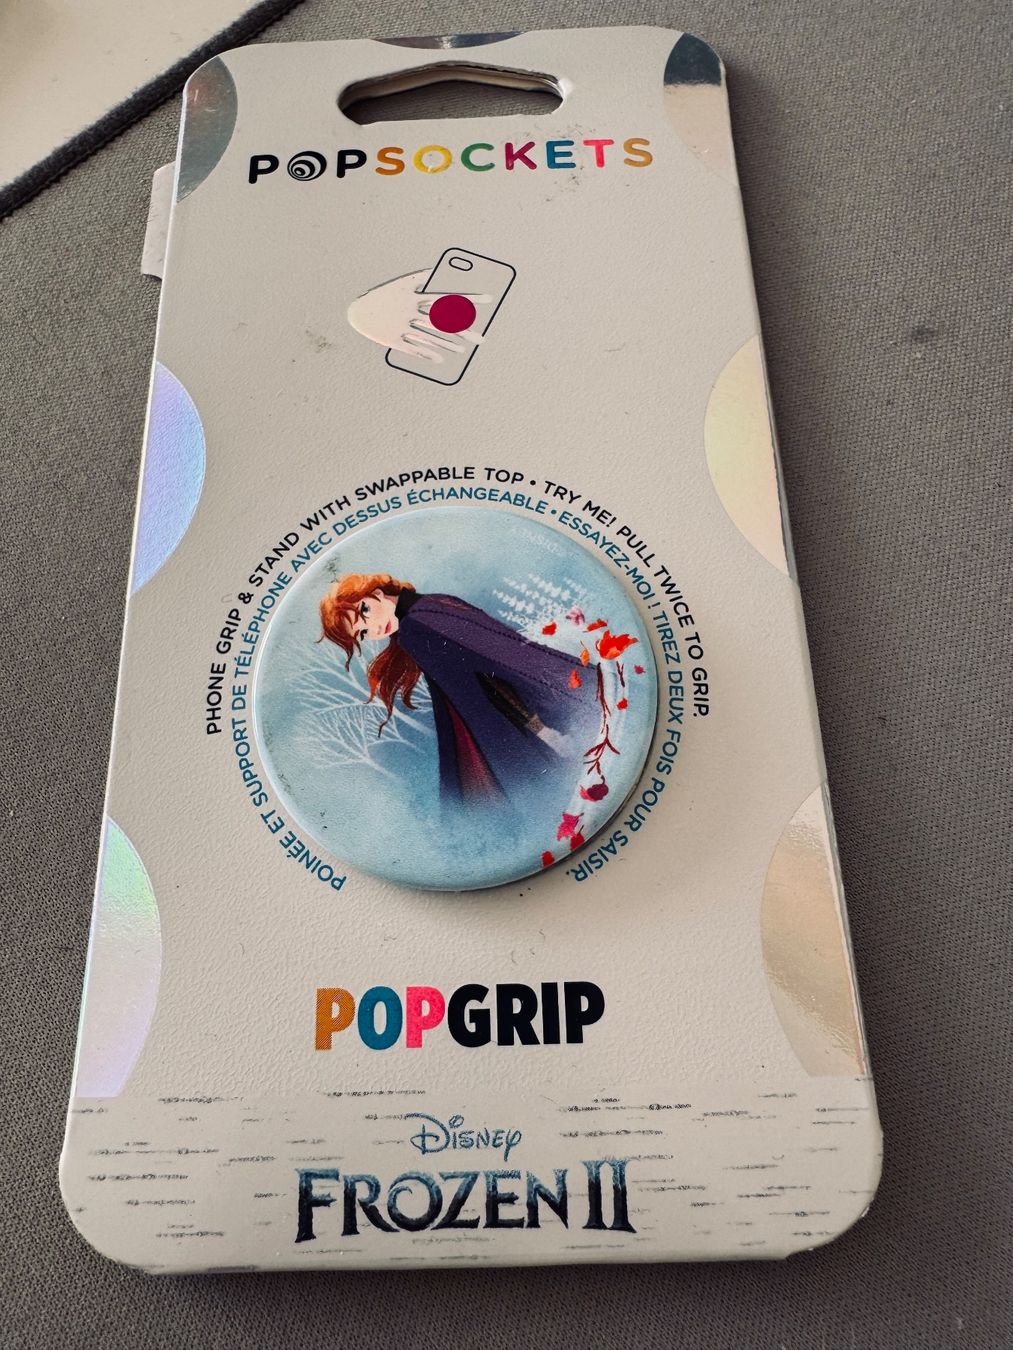 POPSOCKETS
PHONE GRIP & STAND WITH SWAPPABLE TOP • TRY ME! PULL TWICE TO GRIP.
POINÉE ET SUPPORT DE TÉLÉPHONE AVEC DESSUS ÉCHANGEABLE • ESSAYEZ-MOI ! TIREZ DEUX FOIS POUR SAISIR.
POPGRIP
Disney
FROZEN II